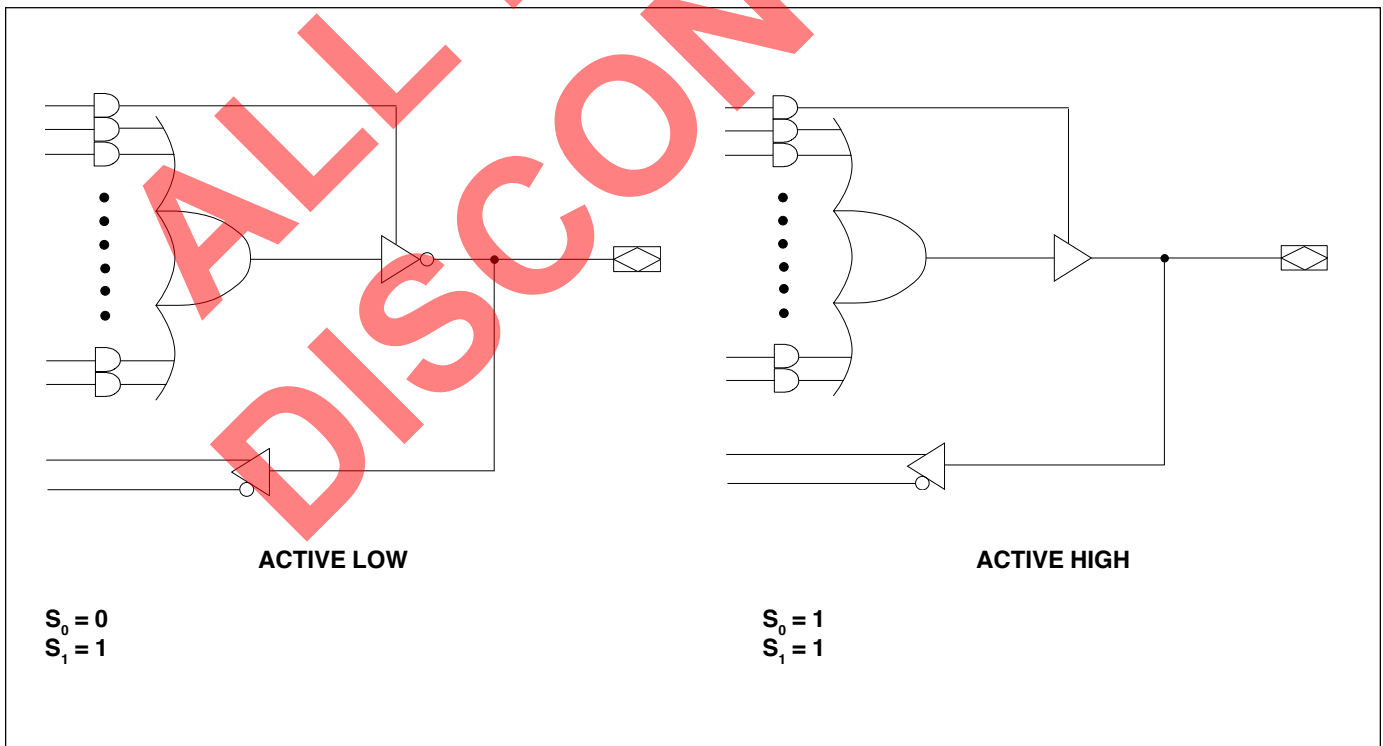 ALL
DISCON
ACTIVE LOW
ACTIVE HIGH
S₀ = 0
S₁ = 1
S₀ = 1
S₁ = 1